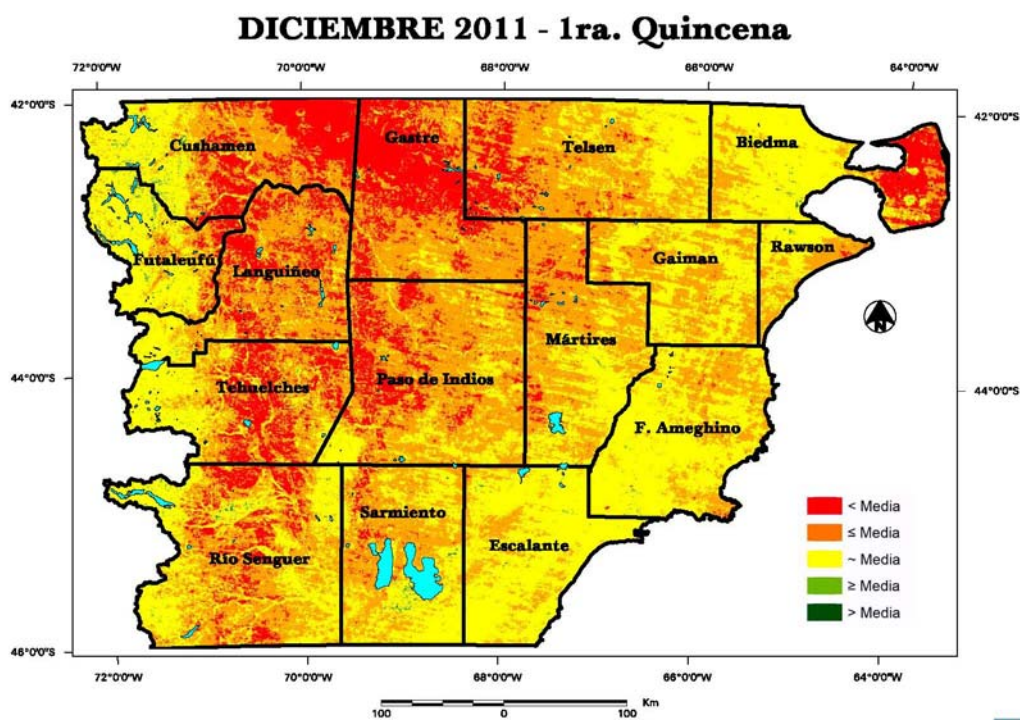 DICIEMBRE 2011 - 1ra. Quincena
72°0'0"W 70°0'0"W 68°0'0"W 66°0'0"W 64°0'0"W
42°0'0"S 42°0'0"S
Cushamen Gastre Telsen Biedma
Futaleufú Languiñeo Gaiman Rawson
N
Mártires
44°0'0"S 44°0'0"S
Tehuelches Paso de Indios
F. Ameghino
Sarmiento
Río Senguer Escalante
< Media
≤ Media
~ Media
≥ Media
> Media
46°0'0"S 46°0'0"S
72°0'0"W 70°0'0"W 68°0'0"W 66°0'0"W 64°0'0"W
Km
100 0 100